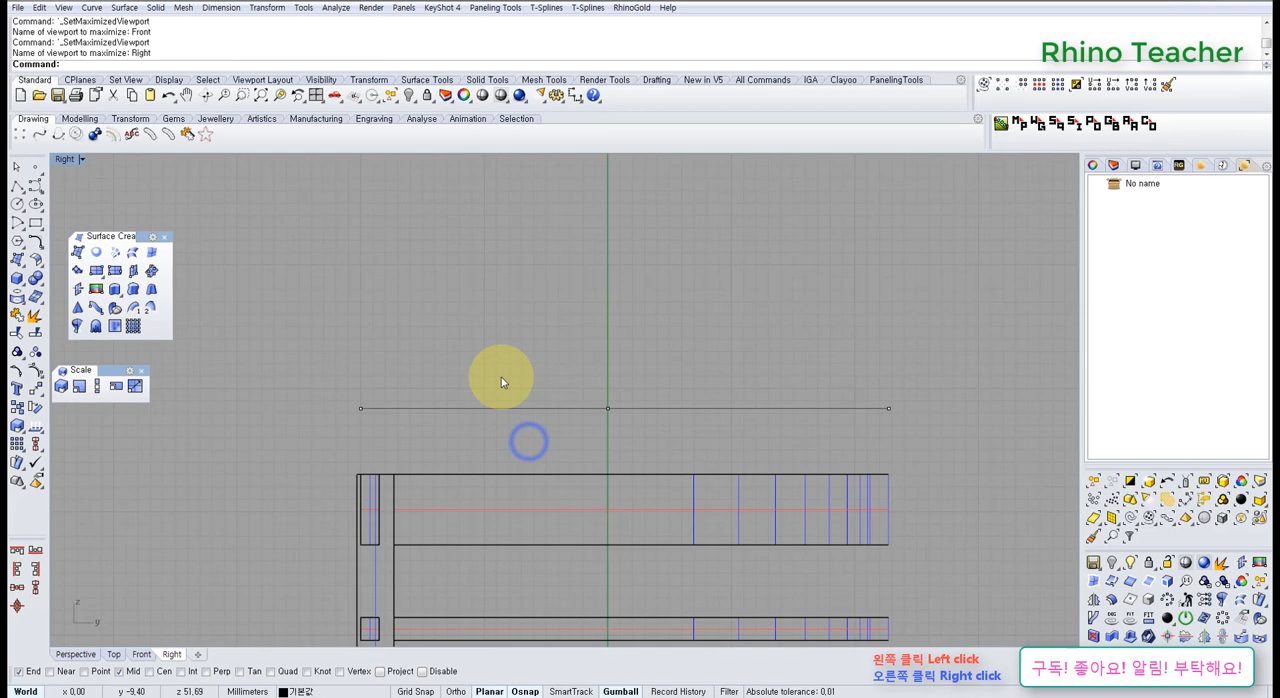 File Edit View Curve Surface Solid Mesh Dimension Transform Tools Analyze Render Panels KeyShot 4 Paneling Tools T-Splines T-Splines RhinoGold Help
Command: '_SetMaximizedViewport
Name of viewport to maximize: Front
Command: '_SetMaximizedViewport
Name of viewport to maximize: Right
Command:
Rhino Teacher
Standard CPlanes Set View Display Select Viewport Layout Visibility Transform Surface Tools Solid Tools Mesh Tools Render Tools Drafting New in V5 All Commands IGA Clayoo PanelingTools
Drawing Modelling Transform Gems Jewellery Artistics Manufacturing Engraving Analyse Animation Selection
Right
No name
Surface Crea
Scale
z
y
Perspective Top Front Right
End Near Point Mid Cen Int Perp Tan Quad Knot Vertex Project Disable
왼쪽 클릭 Left click
오른쪽 클릭 Right click
구독! 좋아요! 알림! 부탁해요!
World x 0,00 y -9,40 z 51,69 Millimeters 기본값 Grid Snap Ortho Planar Osnap SmartTrack Gumball Record History Filter Absolute tolerance: 0,01